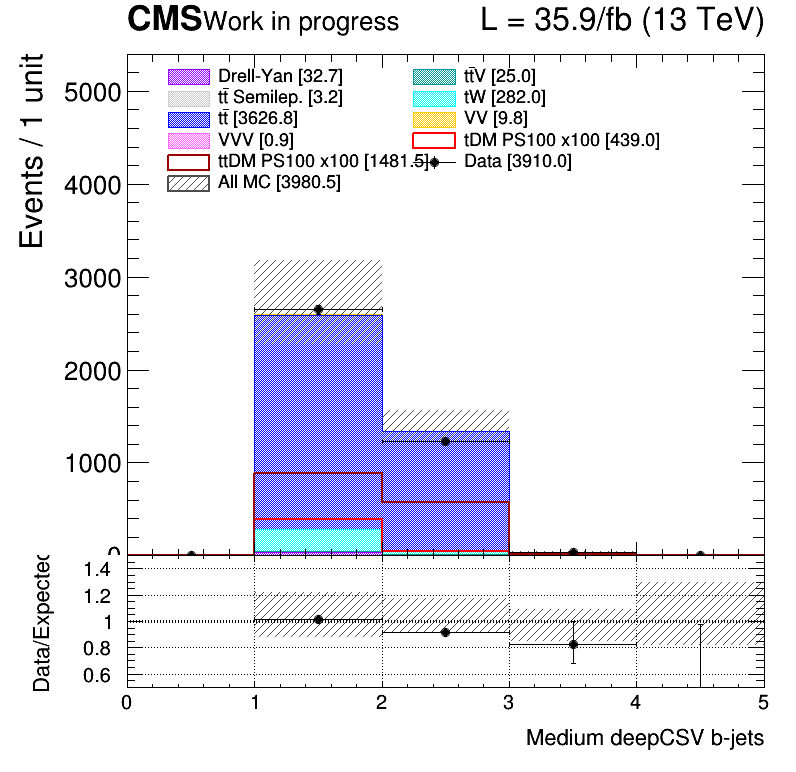 CMS Work in progress L = 35.9/fb (13 TeV)
Events / 1 unit
Drell-Yan [32.7] tt̄V [25.0]
tt̄ Semilep. [3.2] tW [282.0]
tt̄ [3626.8] VV [9.8]
VVV [0.9] tDM PS100 x100 [439.0]
ttDM PS100 x100 [1481.5] Data [3910.0]
All MC [3980.5]
5000
4000
3000
2000
1000
0
Data/Expected
1.4
1.2
1
0.8
0.6
0 1 2 3 4 5
Medium deepCSV b-jets